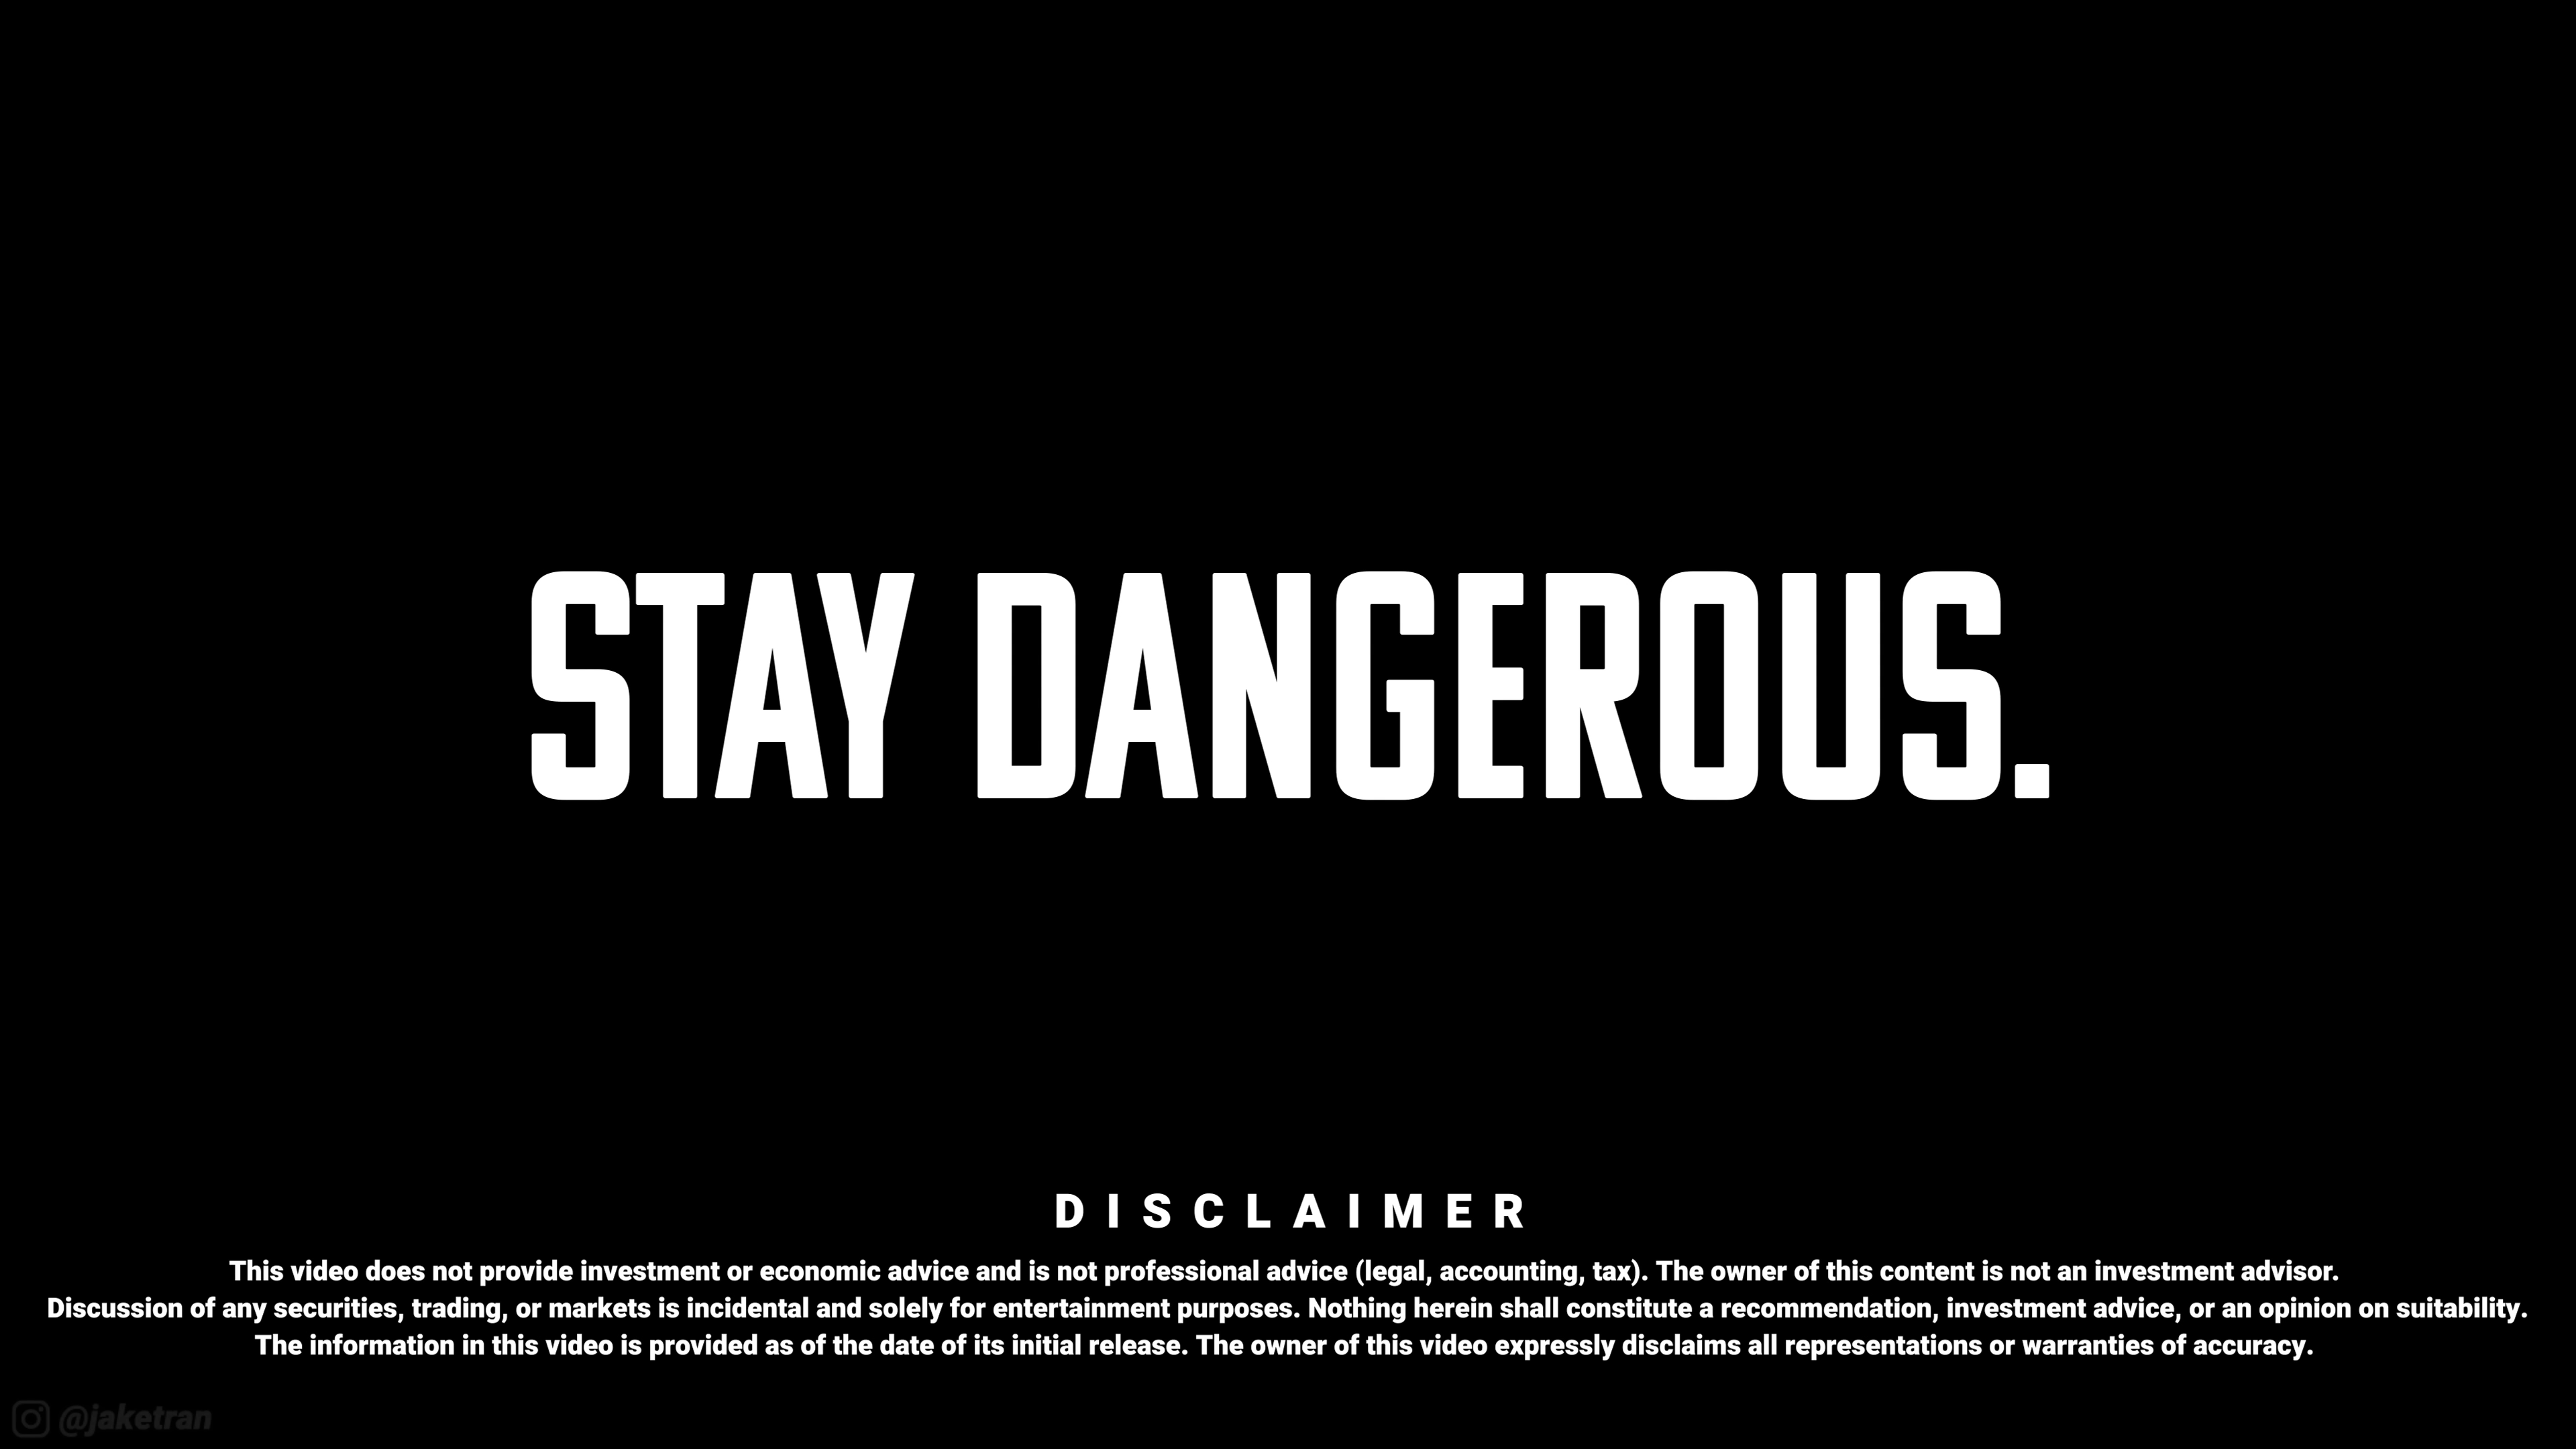 STAY DANGEROUS.
DISCLAIMER
This video does not provide investment or economic advice and is not professional advice (legal, accounting, tax). The owner of this content is not an investment advisor.
Discussion of any securities, trading, or markets is incidental and solely for entertainment purposes. Nothing herein shall constitute a recommendation, investment advice, or an opinion on suitability.
The information in this video is provided as of the date of its initial release. The owner of this video expressly disclaims all representations or warranties of accuracy.
@jaketran